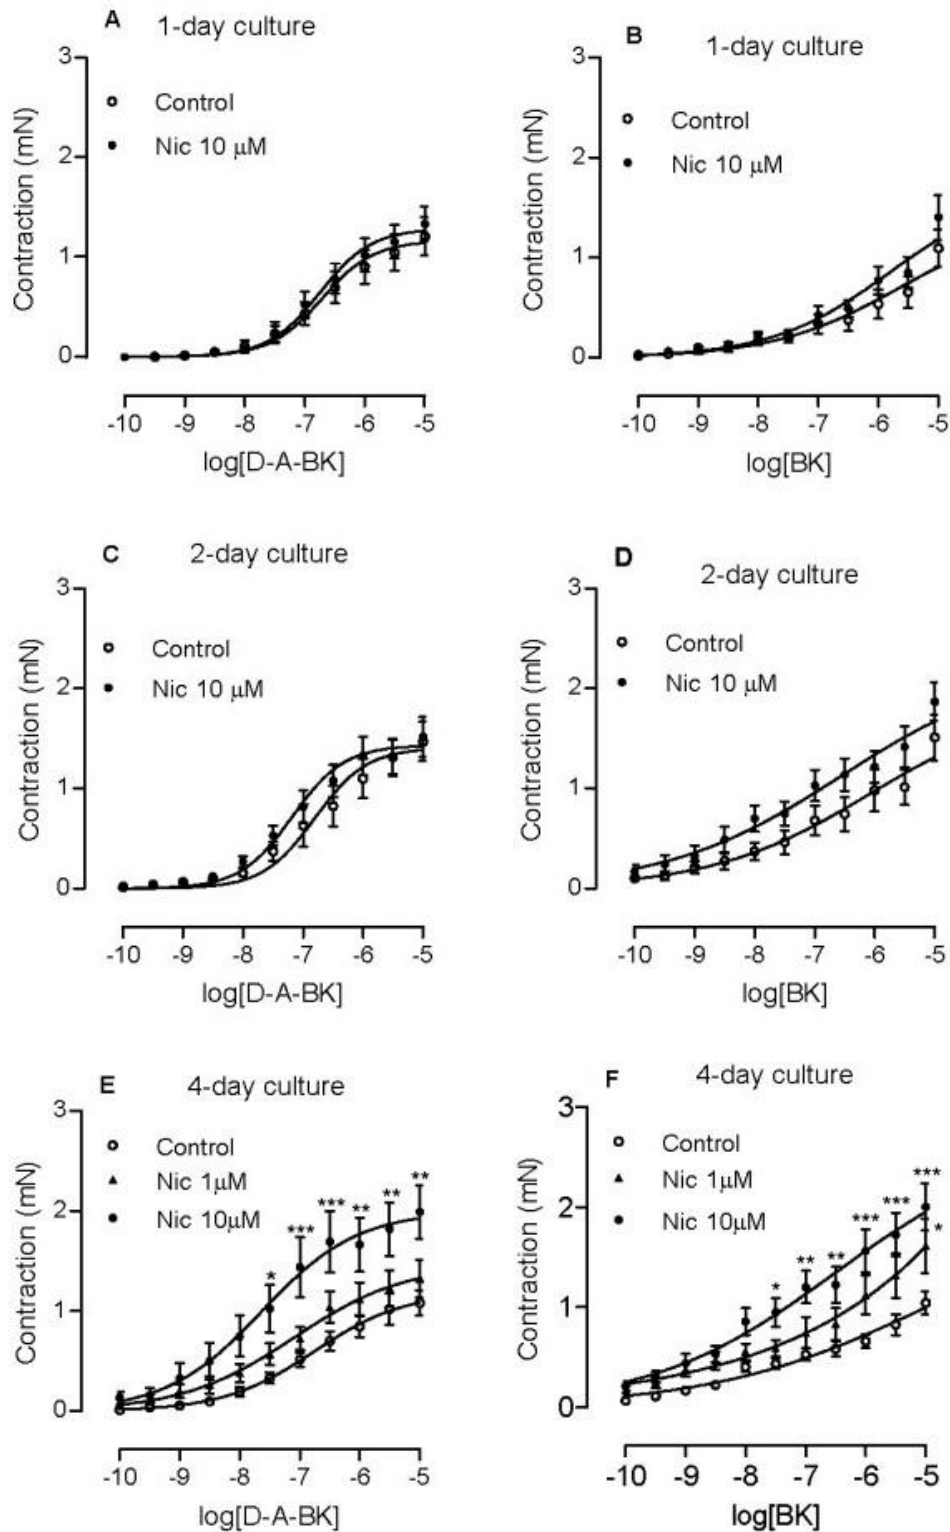 A
1-day culture
3
2
1
0
Contraction (mN)
Control
Nic 10 μM
-10 -9 -8 -7 -6 -5
log[D-A-BK]
B
1-day culture
3
2
1
0
Contraction (mN)
Control
Nic 10 μM
-10 -9 -8 -7 -6 -5
log[BK]
C
2-day culture
3
2
1
0
Contraction (mN)
Control
Nic 10 μM
-10 -9 -8 -7 -6 -5
log[D-A-BK]
D
2-day culture
3
2
1
0
Contraction (mN)
Control
Nic 10 μM
-10 -9 -8 -7 -6 -5
log[BK]
E
4-day culture
3
2
1
0
Contraction (mN)
Control
Nic 1μM
Nic 10μM
* *** *** ** ** **
-10 -9 -8 -7 -6 -5
log[D-A-BK]
F
4-day culture
3
2
1
0
Contraction (mN)
Control
Nic 1μM
Nic 10μM
* ** ** *** *** ***
*
-10 -9 -8 -7 -6 -5
log[BK]